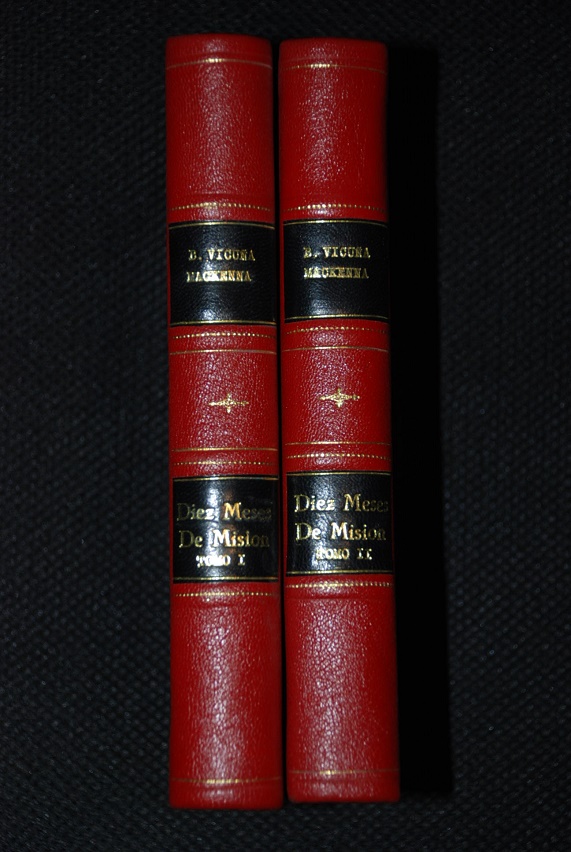 B. VICUÑA
MACKENNA
Diez Meses
De Mision
TOMO I
B. VICUÑA
MACKENNA
Diez Meses
De Mision
TOMO II